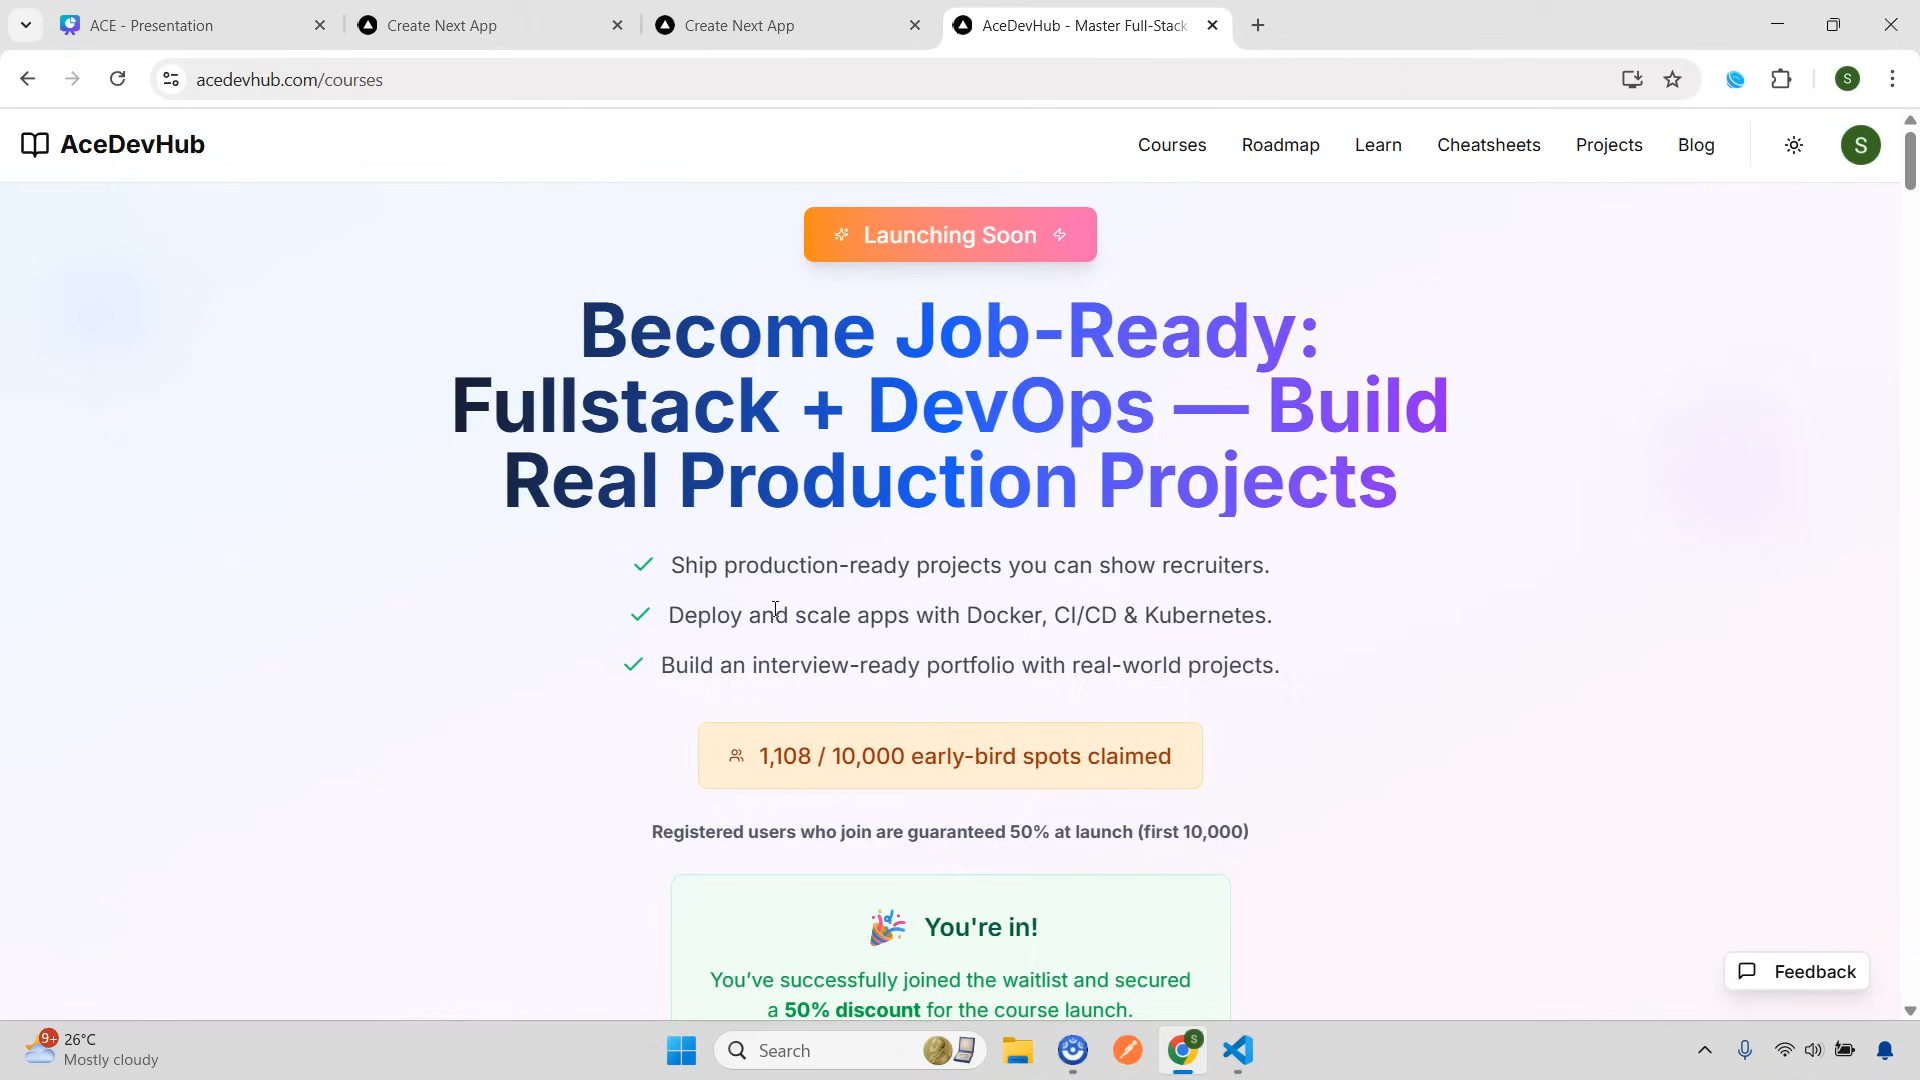 ACE - Presentation
Create Next App
Create Next App
AceDevHub - Master Full-Stack
acedevhub.com/courses
S
AceDevHub
Courses
Roadmap
Learn
Cheatsheets
Projects
Blog
S
Launching Soon
Become Job-Ready:
Fullstack + DevOps — Build
Real Production Projects
Ship production-ready projects you can show recruiters.
Deploy and scale apps with Docker, CI/CD & Kubernetes.
Build an interview-ready portfolio with real-world projects.
1,108 / 10,000 early-bird spots claimed
Registered users who join are guaranteed 50% at launch (first 10,000)
You're in!
You’ve successfully joined the waitlist and secured
a 50% discount for the course launch.
Feedback
9+
26°C
Mostly cloudy
Search
S